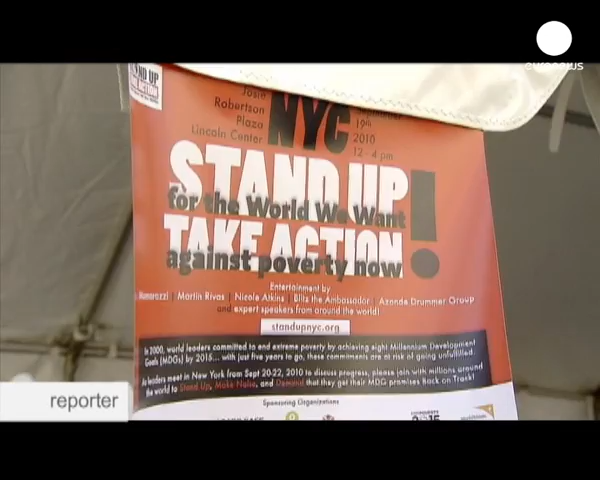 euronews
STAND UP
TAKE ACTION
Josie
Robertson
Plaza
Lincoln Center
NYC
September
19th
2010
12 - 4 pm
STAND UP
for the World We Want
TAKE ACTION!
against poverty now
Entertainment by
Mamarazzi | Martin Rivas | Nicole Atkins | Blitz the Ambassador | Azonde Drummer Group
and expert speakers from around the world!
standupnyc.org
In 2000, world leaders committed to end extreme poverty by achieving eight Millennium Development
Goals (MDGs) by 2015... with just five years to go, these commitments are at risk of going unfulfilled.
As leaders meet in New York from Sept 20-22, 2010 to discuss progress, please join with millions around
the world to Stand Up, Make Noise, and Demand that they get their MDG promises Back on Track!
Sponsoring Organizations
2015
reporter